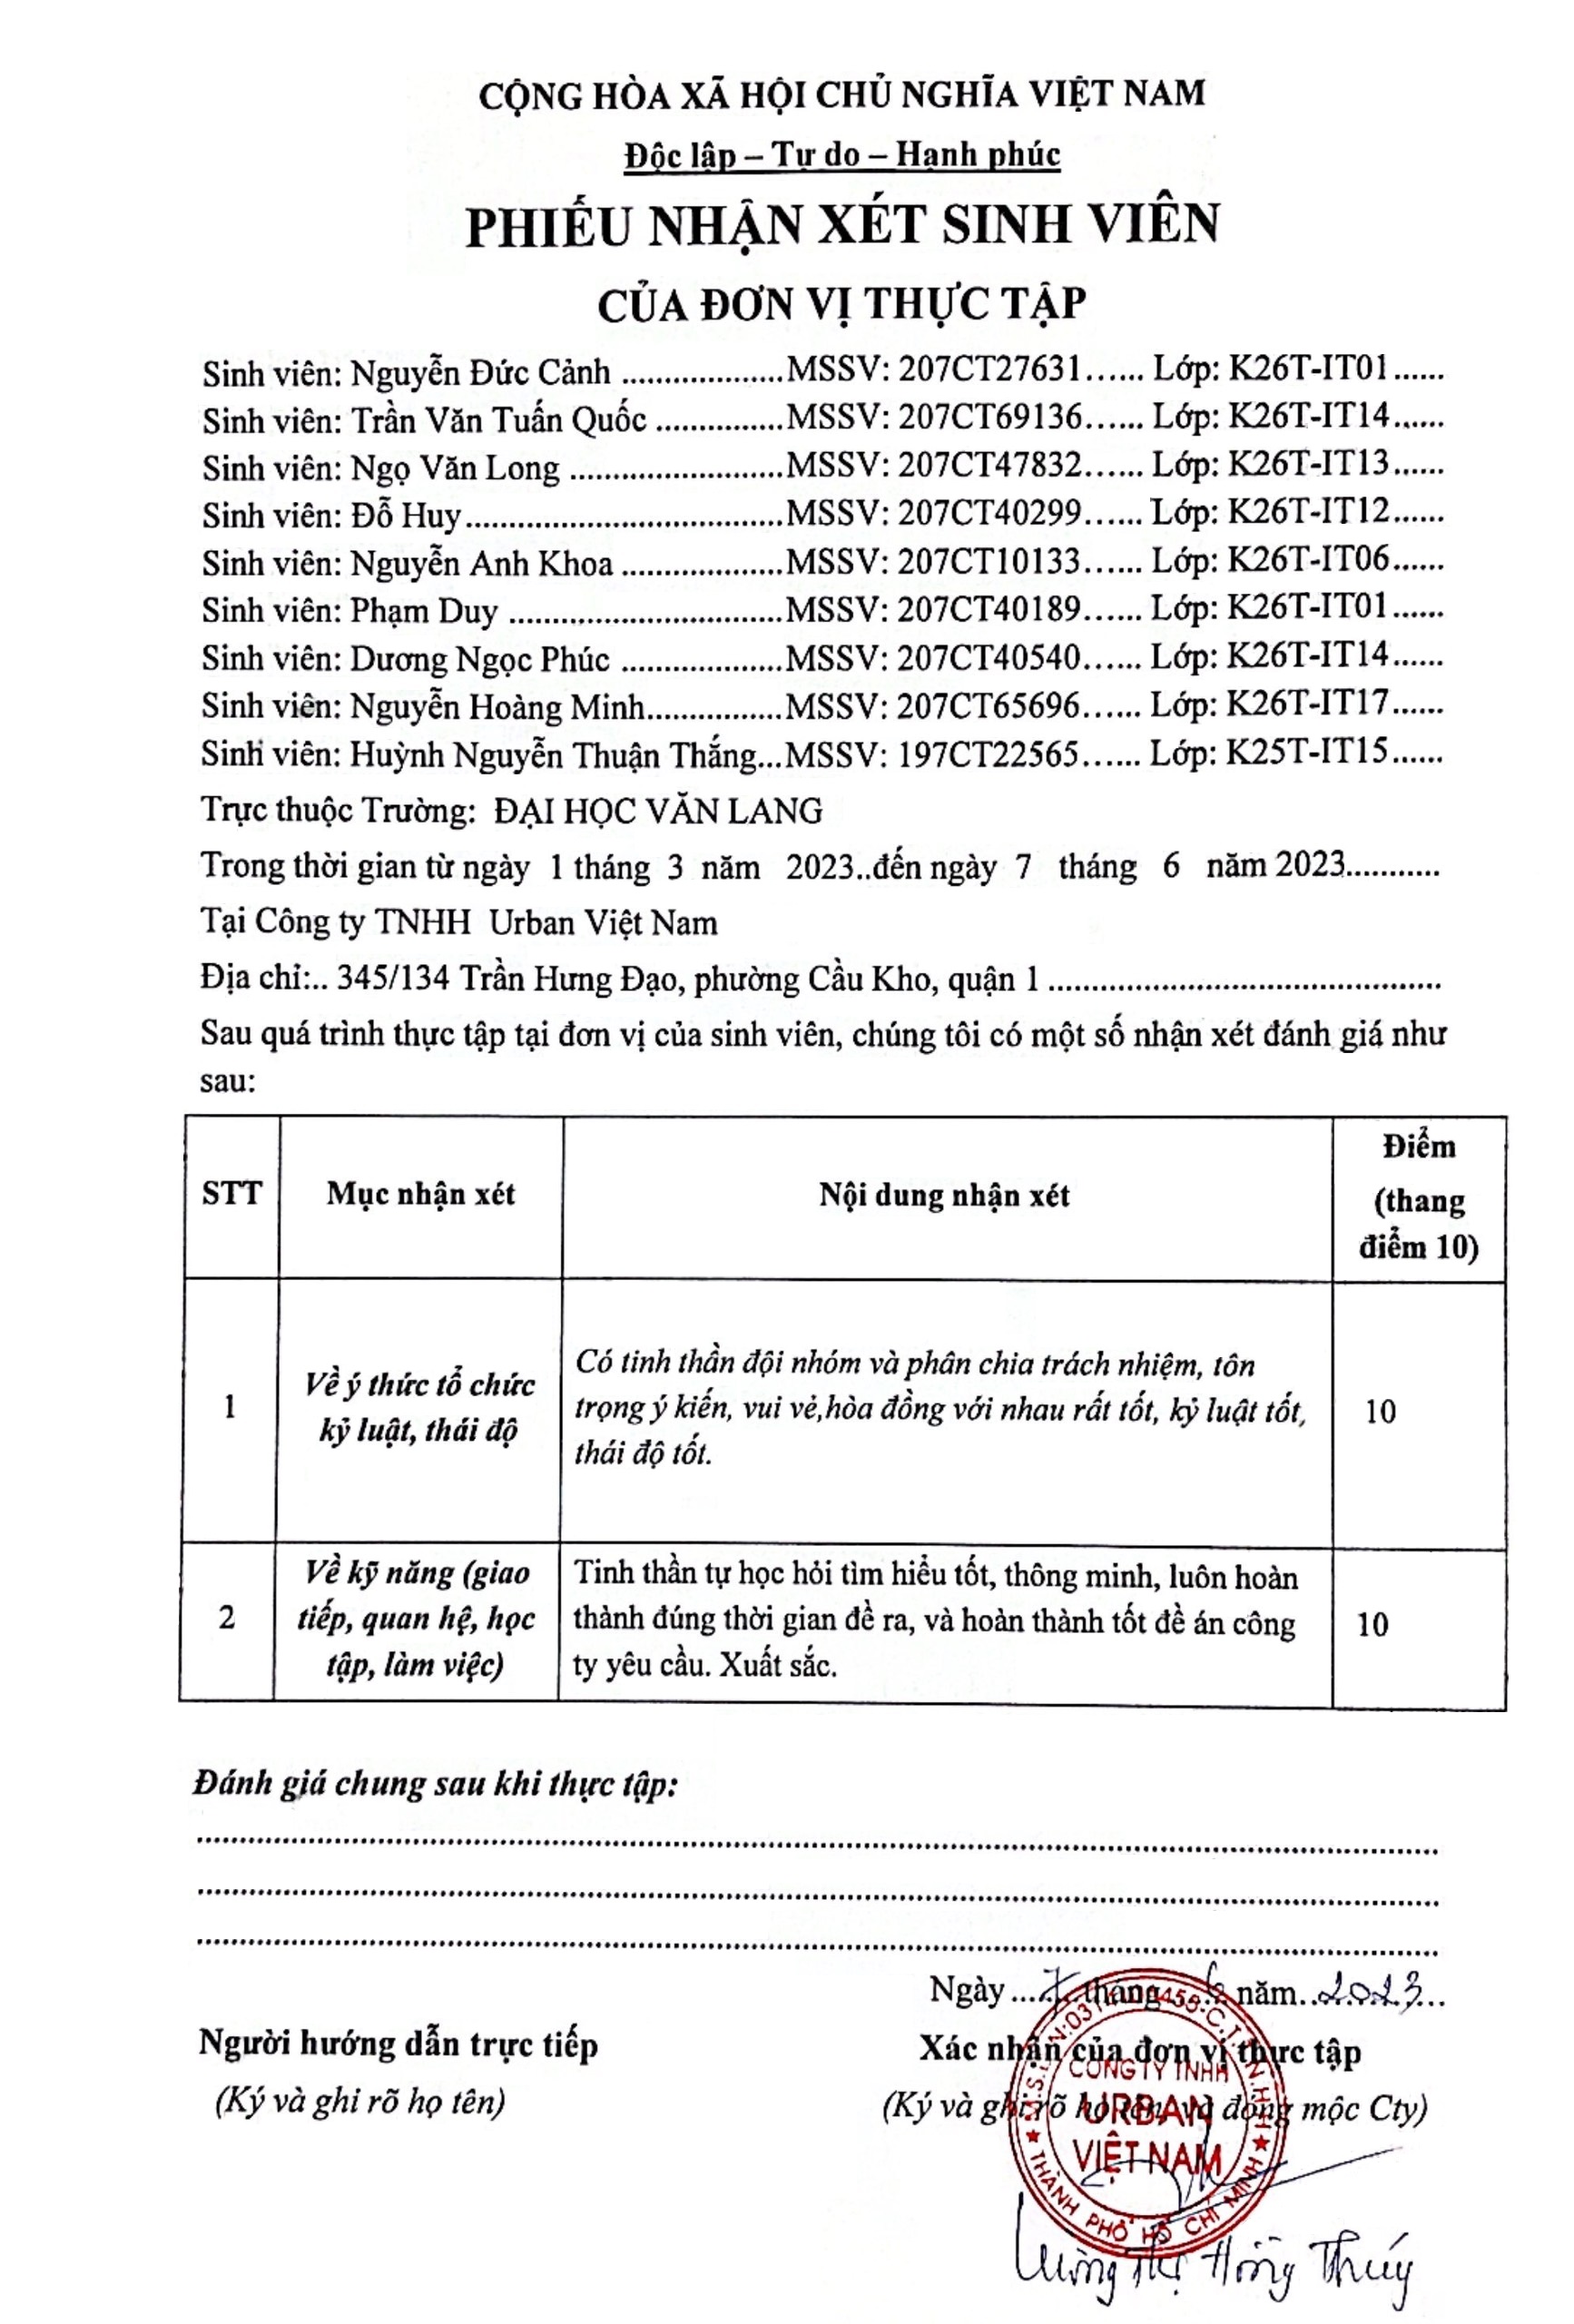 CỘNG HÒA XÃ HỘI CHỦ NGHĨA VIỆT NAM
Độc lập – Tự do – Hạnh phúc
PHIẾU NHẬN XÉT SINH VIÊN
CỦA ĐƠN VỊ THỰC TẬP
Sinh viên: Nguyễn Đức Cảnh ...................MSSV: 207CT27631....... Lớp: K26T-IT01......
Sinh viên: Trần Văn Tuấn Quốc ...............MSSV: 207CT69136....... Lớp: K26T-IT14......
Sinh viên: Ngọ Văn Long .........................MSSV: 207CT47832....... Lớp: K26T-IT13......
Sinh viên: Đỗ Huy.....................................MSSV: 207CT40299....... Lớp: K26T-IT12......
Sinh viên: Nguyễn Anh Khoa ...................MSSV: 207CT10133....... Lớp: K26T-IT06......
Sinh viên: Phạm Duy ................................MSSV: 207CT40189....... Lớp: K26T-IT01......
Sinh viên: Dương Ngọc Phúc ...................MSSV: 207CT40540....... Lớp: K26T-IT14......
Sinh viên: Nguyễn Hoàng Minh................MSSV: 207CT65696....... Lớp: K26T-IT17......
Sinh viên: Huỳnh Nguyễn Thuận Thắng...MSSV: 197CT22565....... Lớp: K25T-IT15......
Trực thuộc Trường: ĐẠI HỌC VĂN LANG
Trong thời gian từ ngày 1 tháng 3 năm 2023..đến ngày 7 tháng 6 năm 2023...........
Tại Công ty TNHH Urban Việt Nam
Địa chỉ:.. 345/134 Trần Hưng Đạo, phường Cầu Kho, quận 1 ..............................................
Sau quá trình thực tập tại đơn vị của sinh viên, chúng tôi có một số nhận xét đánh giá như
sau:
STT Mục nhận xét Nội dung nhận xét Điểm
(thang
điểm 10)
1 Về ý thức tổ chức
kỷ luật, thái độ
Có tinh thần đội nhóm và phân chia trách nhiệm, tôn
trọng ý kiến, vui vẻ,hòa đồng với nhau rất tốt, kỷ luật tốt,
thái độ tốt.
10
2 Về kỹ năng (giao
tiếp, quan hệ, học
tập, làm việc)
Tinh thần tự học hỏi tìm hiểu tốt, thông minh, luôn hoàn
thành đúng thời gian đề ra, và hoàn thành tốt đề án công
ty yêu cầu. Xuất sắc.
10
Đánh giá chung sau khi thực tập:
Ngày ...7..tháng...6..năm..2023...
Người hướng dẫn trực tiếp
(Ký và ghi rõ họ tên)
Xác nhận của đơn vị thực tập
(Ký và ghi rõ họ tên, và đóng mộc Cty)
CÔNG TY TNHH
URBAN
VIỆT NAM
THÀNH PHỐ HỒ CHÍ MINH
Thị Hồng Thúy